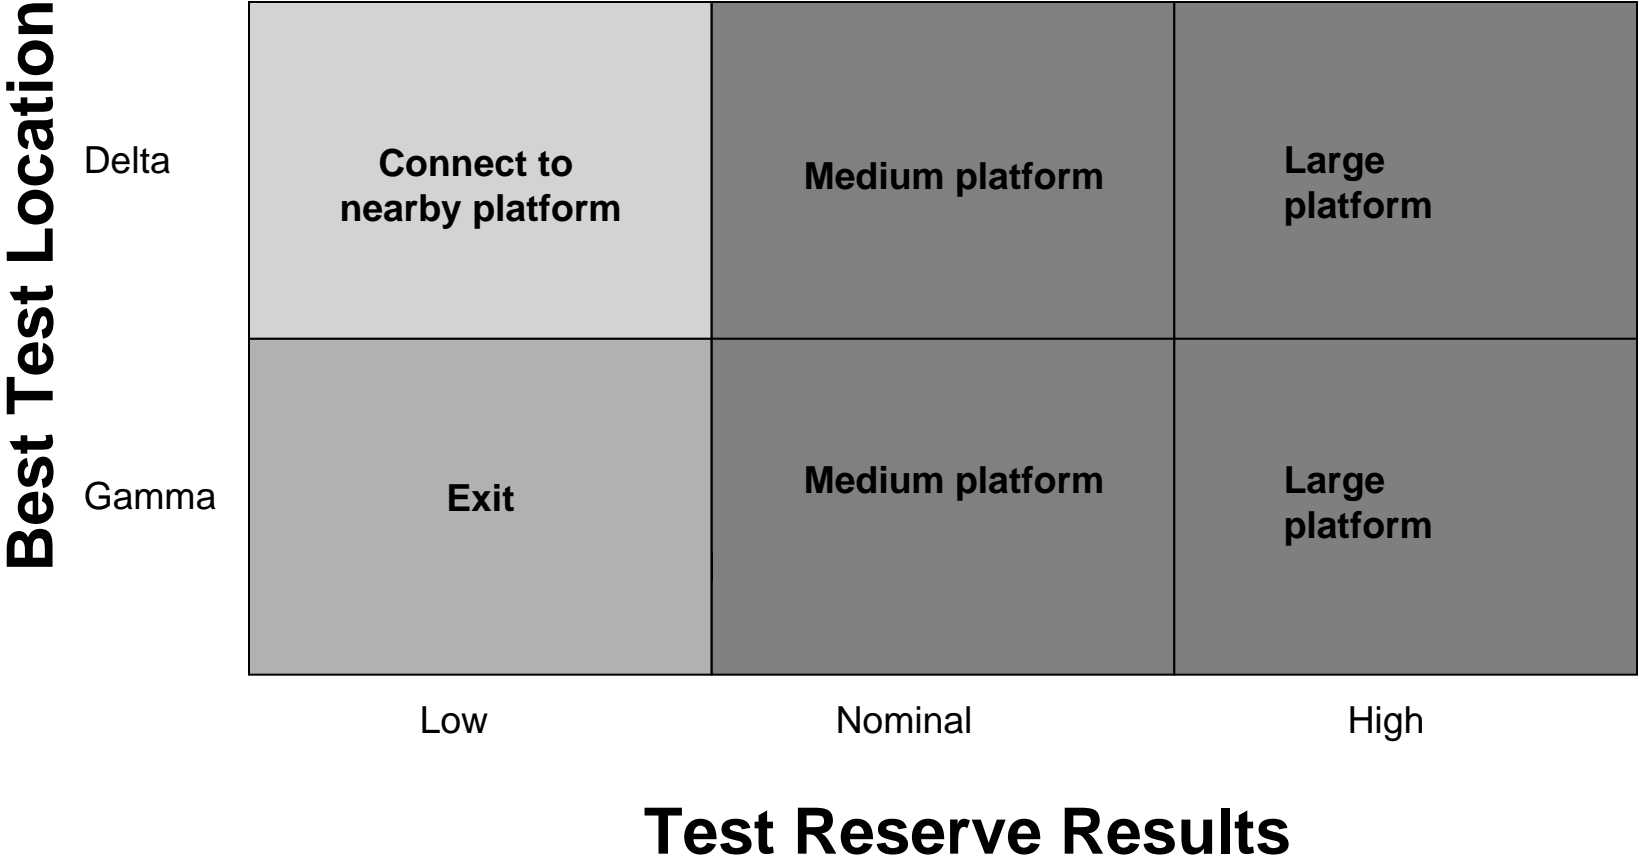 Best Test Location
Delta
Connect to
nearby platform
Medium platform
Large
platform
Gamma
Exit
Medium platform
Large
platform
Low
Nominal
High
Test Reserve Results